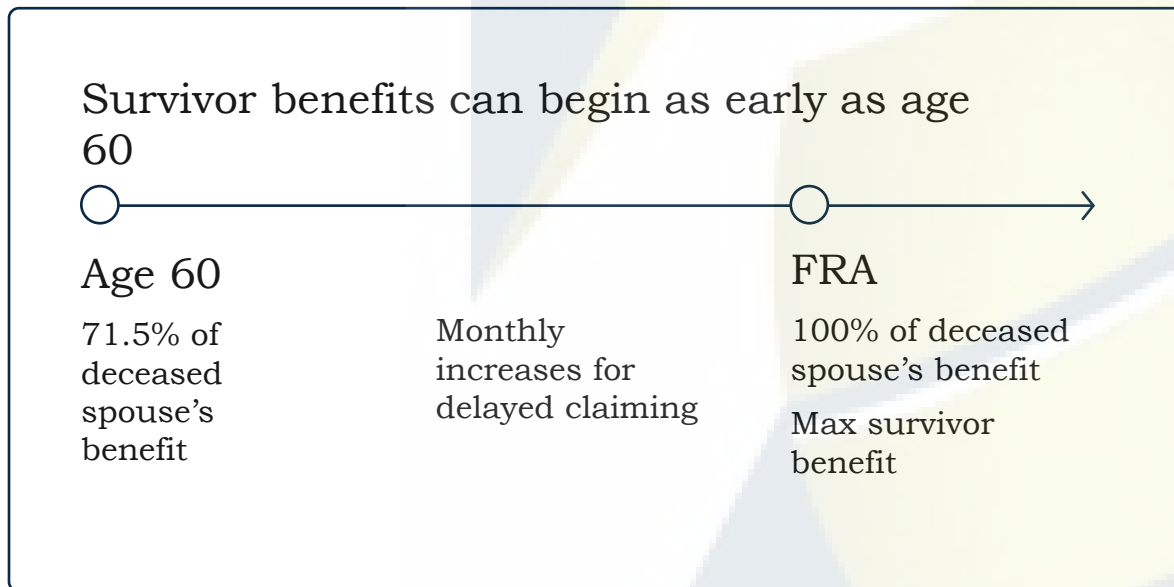 Survivor benefits can begin as early as age
60
Age 60
71.5% of
deceased
spouse’s
benefit
Monthly
increases for
delayed claiming
FRA
100% of deceased
spouse’s benefit
Max survivor
benefit